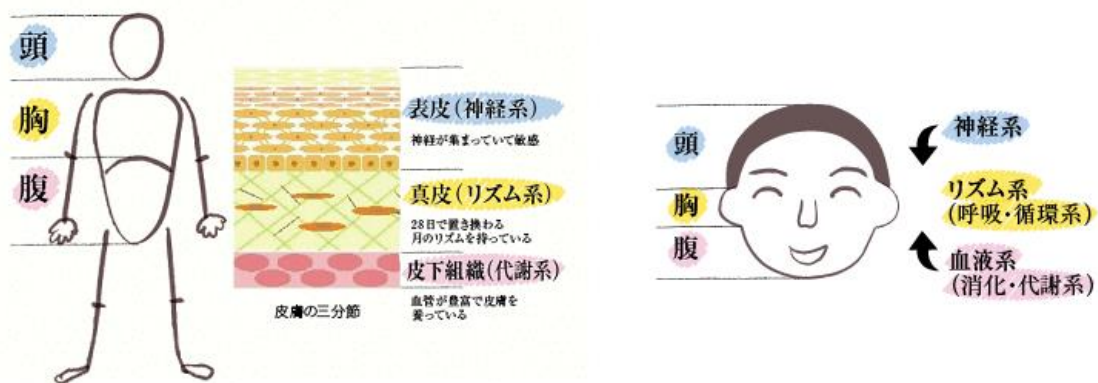 頭
胸
腹
表皮(神経系)
神経が集まっていて敏感
真皮(リズム系)
28日で置き換わる
月のリズムを持っている
皮下組織(代謝系)
血管が豊富で皮膚を
養っている
皮膚の三分節
頭
胸
腹
神経系
リズム系
(呼吸・循環系)
血液系
(消化・代謝系)